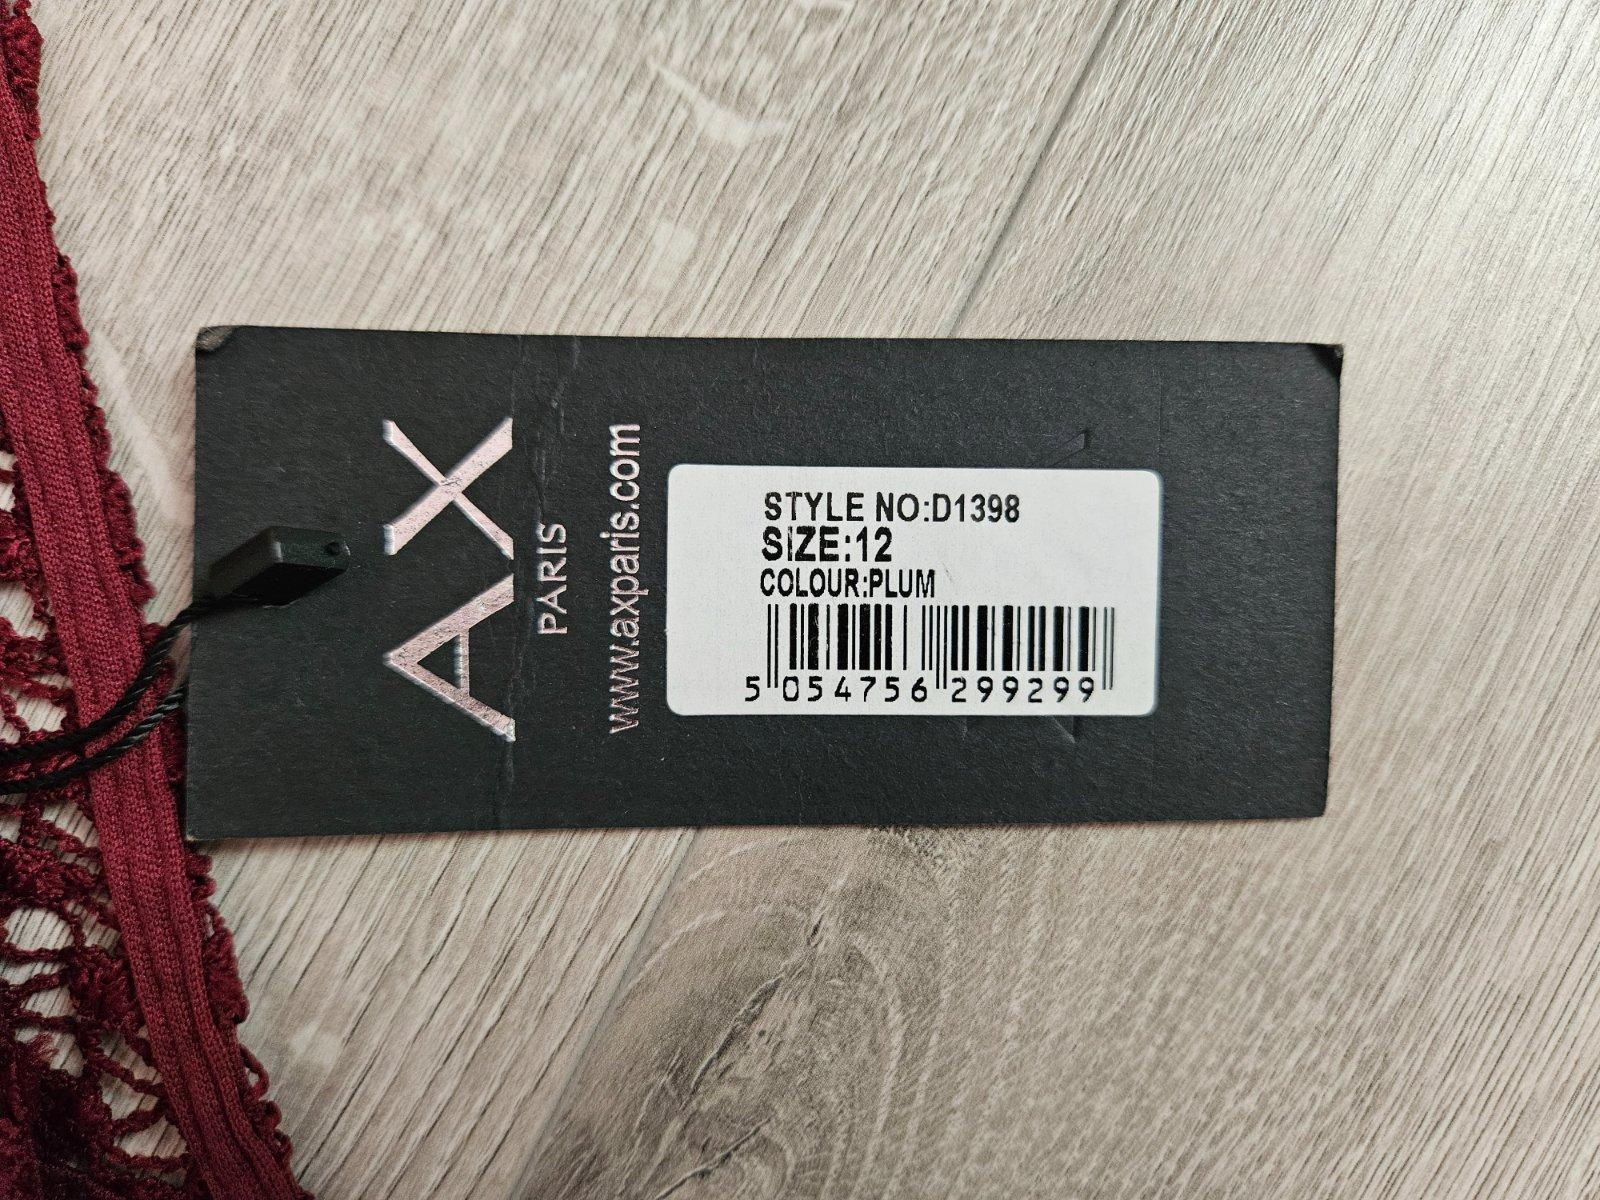 AX
PARIS
www.axparis.com
STYLE NO:D1398
SIZE:12
COLOUR:PLUM
5 054756 299299